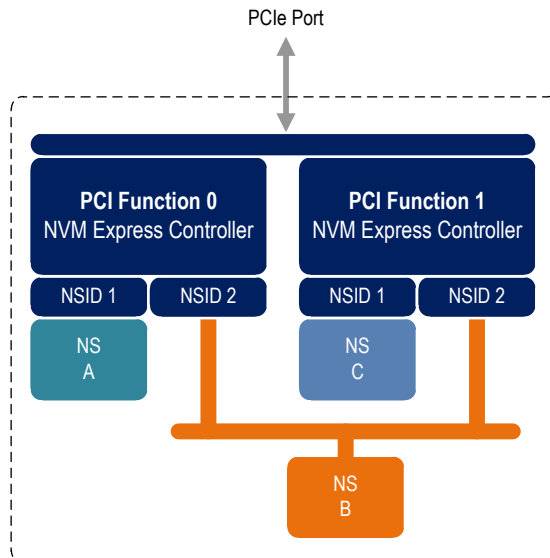 PCIe Port
PCI Function 0
NVM Express Controller
PCI Function 1
NVM Express Controller
NSID 1
NSID 2
NSID 1
NSID 2
NS
A
NS
C
NS
B